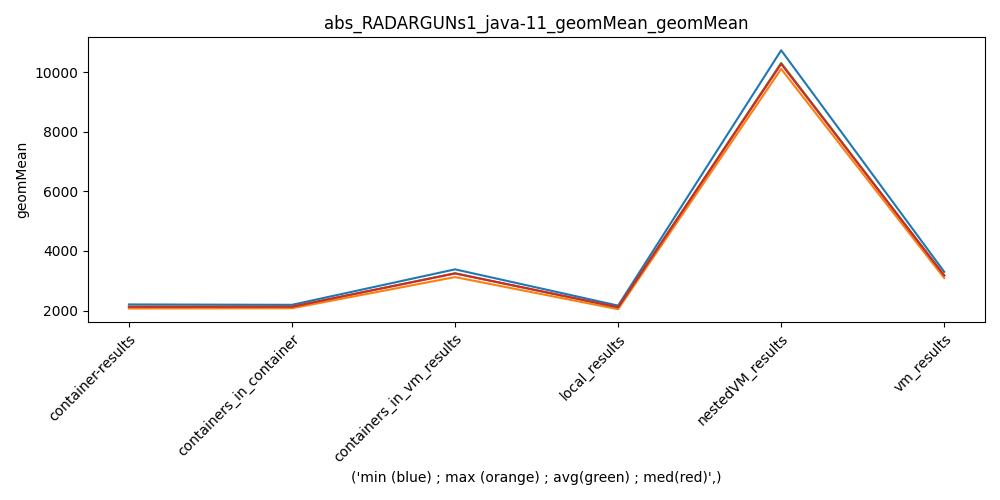 abs_RADARGUNs1_java-11_geomMean_geomMean
geomMean
10000
8000
6000
4000
2000
container-results
containers_in_container
containers_in_vm_results
local_results
nestedVM_results
vm_results
('min (blue) ; max (orange) ; avg(green) ; med(red)',)